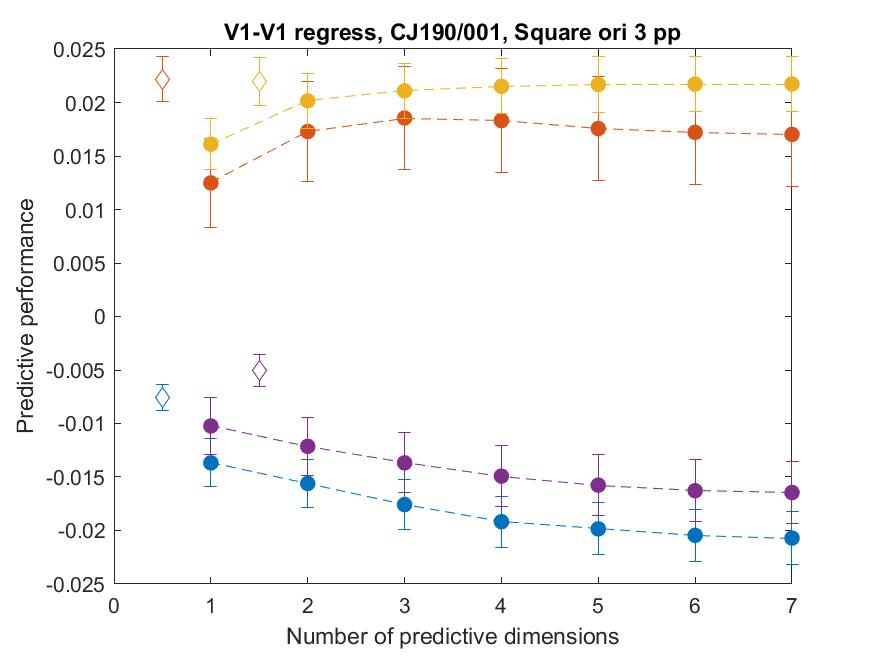 V1-V1 regress, CJ190/001, Square ori 3 pp
Predictive performance
0.025
0.02
0.015
0.01
0.005
0
-0.005
-0.01
-0.015
-0.02
-0.025
0 1 2 3 4 5 6 7
Number of predictive dimensions